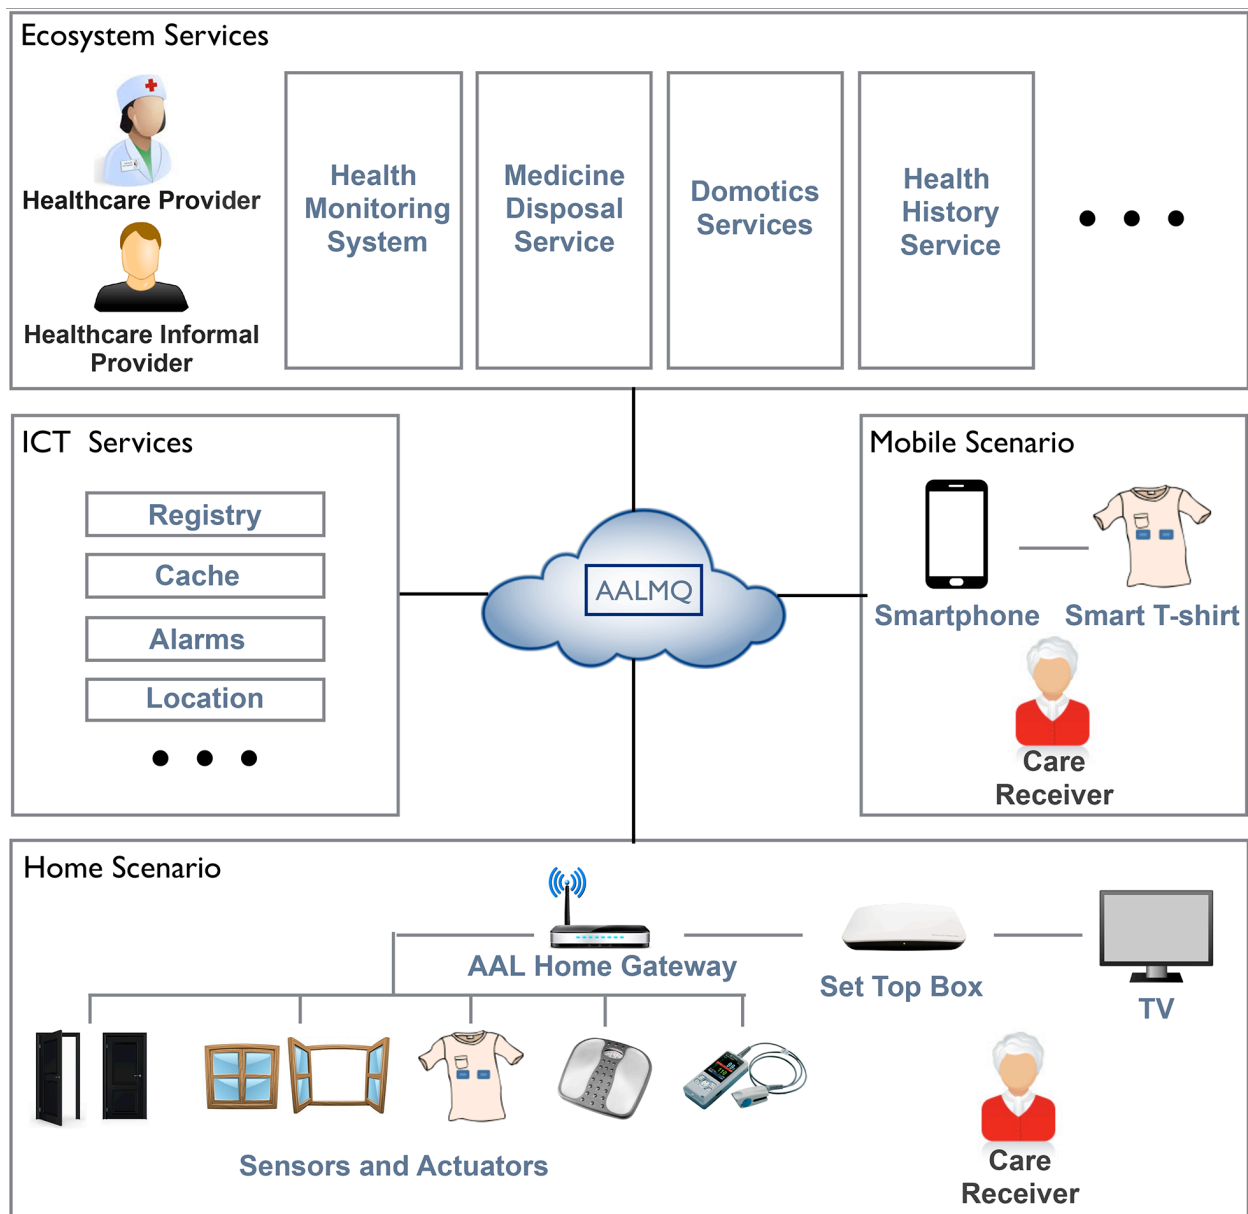 Ecosystem Services
Healthcare Provider
Healthcare Informal
Provider
Health
Monitoring
System
Medicine
Disposal
Service
Domotics
Services
Health
History
Service
ICT Services
Registry
Cache
Alarms
Location
AALMQ
Mobile Scenario
Smartphone
Smart T-shirt
Care
Receiver
Home Scenario
AAL Home Gateway
Set Top Box
TV
Sensors and Actuators
Care
Receiver